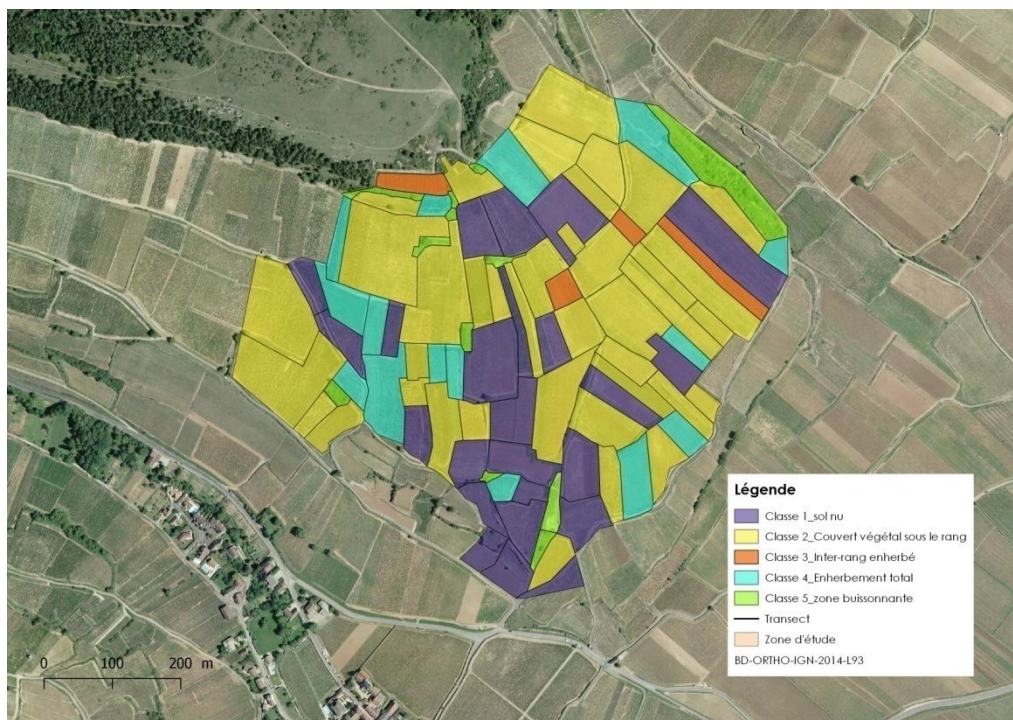 Légende
Classe 1_sol nu
Classe 2_Couvert végétal sous le rang
Classe 3_Inter-rang enherbé
Classe 4_Enherbement total
Classe 5_zone buissonnante
Transect
Zone d'étude
BD-ORTHO-IGN-2014-L93
0 100 200 m